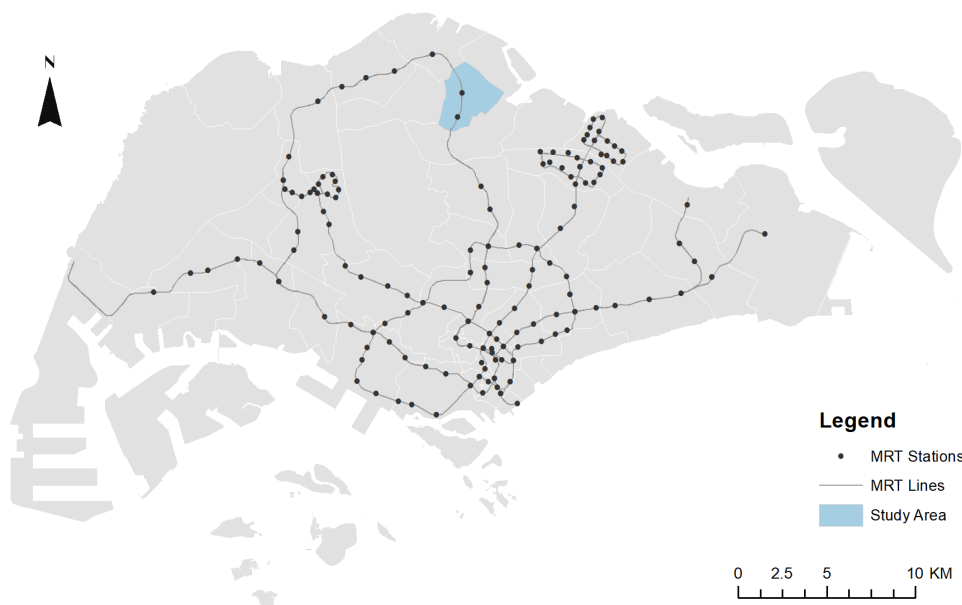 N
Legend
MRT Stations
MRT Lines
Study Area
0 2.5 5 10 KM